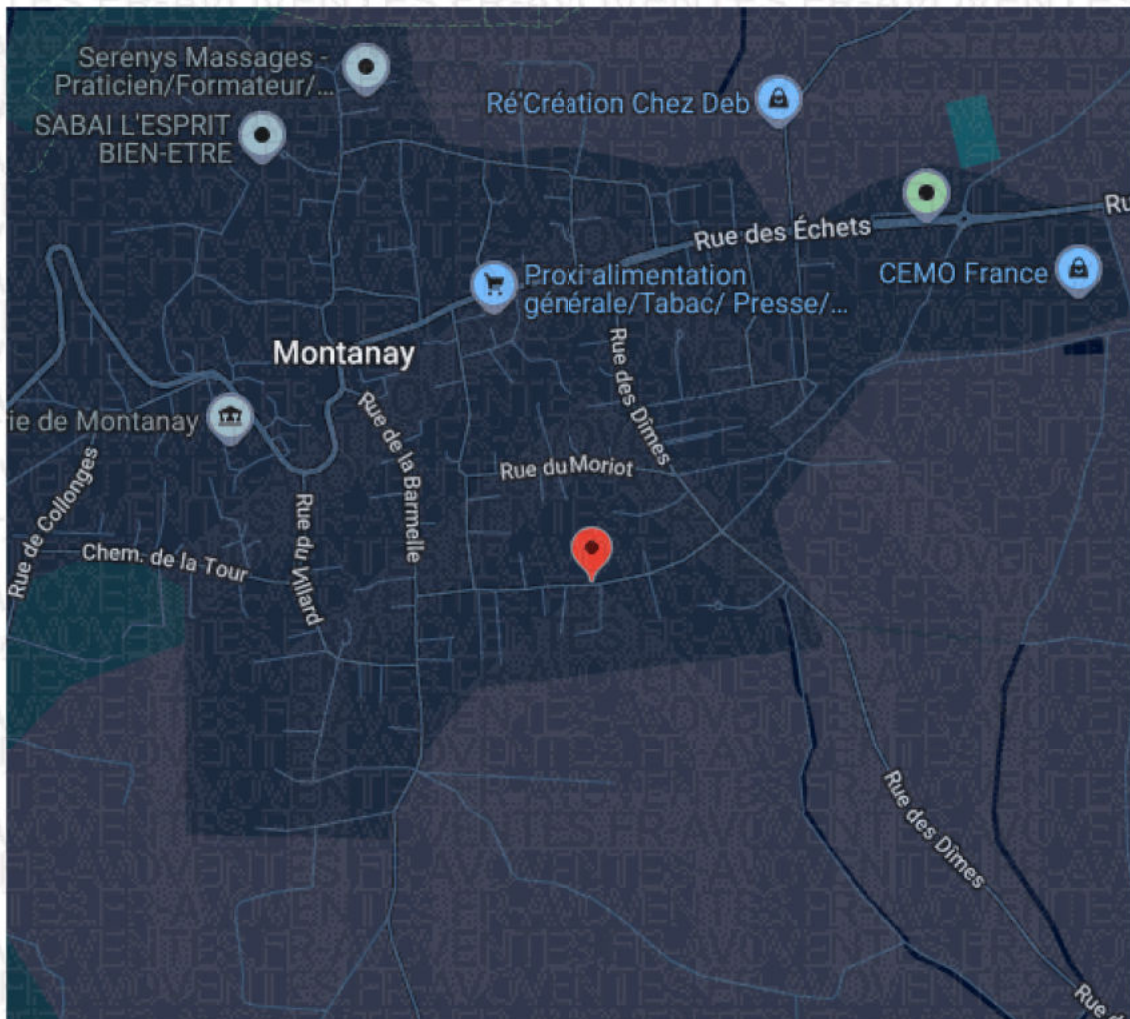 Serenys Massages -
Praticien/Formateur/...
SABAI L'ESPRIT
BIEN-ETRE
Ré'Création Chez Deb
Ru
Rue des Échets
CEMO France
Proxi alimentation
générale/Tabac/ Presse/...
Montanay
Rue des Dîmes
ie de Montanay
Rue de la Barmelle
Rue du Moriot
Rue de Collonges
Rue du Villard
Chem. de la Tour
Rue des Dîmes
Rue d